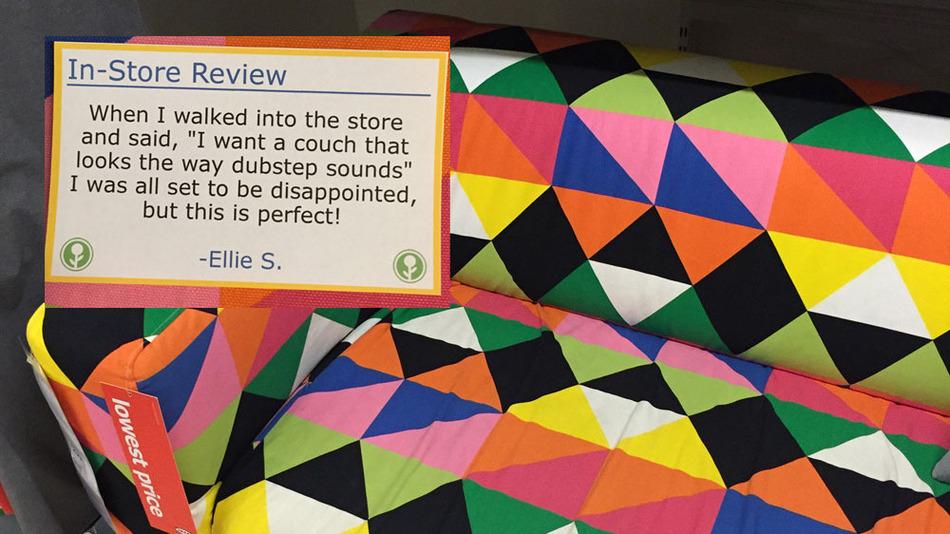 In-Store Review
When I walked into the store
and said, "I want a couch that
looks the way dubstep sounds"
I was all set to be disappointed,
but this is perfect!
-Ellie S.
lowest price